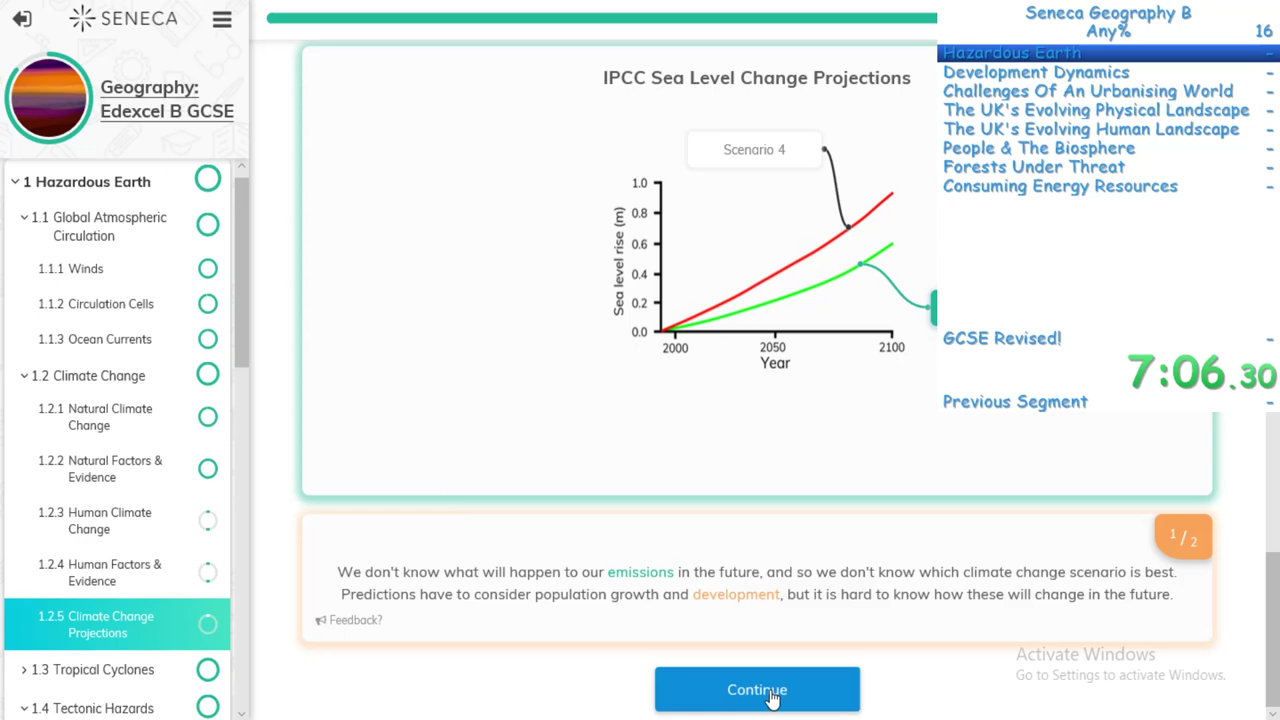 SENECA
Geography:
Edexcel B GCSE
1 Hazardous Earth
1.1 Global Atmospheric
Circulation
1.1.1 Winds
1.1.2 Circulation Cells
1.1.3 Ocean Currents
1.2 Climate Change
1.2.1 Natural Climate
Change
1.2.2 Natural Factors &
Evidence
1.2.3 Human Climate
Change
1.2.4 Human Factors &
Evidence
1.2.5 Climate Change
Projections
1.3 Tropical Cyclones
1.4 Tectonic Hazards
IPCC Sea Level Change Projections
Scenario 4
1.0
0.8
0.6
0.4
0.2
0.0
Sea level rise (m)
2000 2050 2100
Year
1 / 2
We don't know what will happen to our emissions in the future, and so we don't know which climate change scenario is best.
Predictions have to consider population growth and development, but it is hard to know how these will change in the future.
Feedback?
Continue
Seneca Geography B
Any% 16
Hazardous Earth -
Development Dynamics -
Challenges Of An Urbanising World -
The UK's Evolving Physical Landscape -
The UK's Evolving Human Landscape -
People & The Biosphere -
Forests Under Threat -
Consuming Energy Resources -
GCSE Revised! -
7:06.30
Previous Segment -
Activate Windows
Go to Settings to activate Windows.